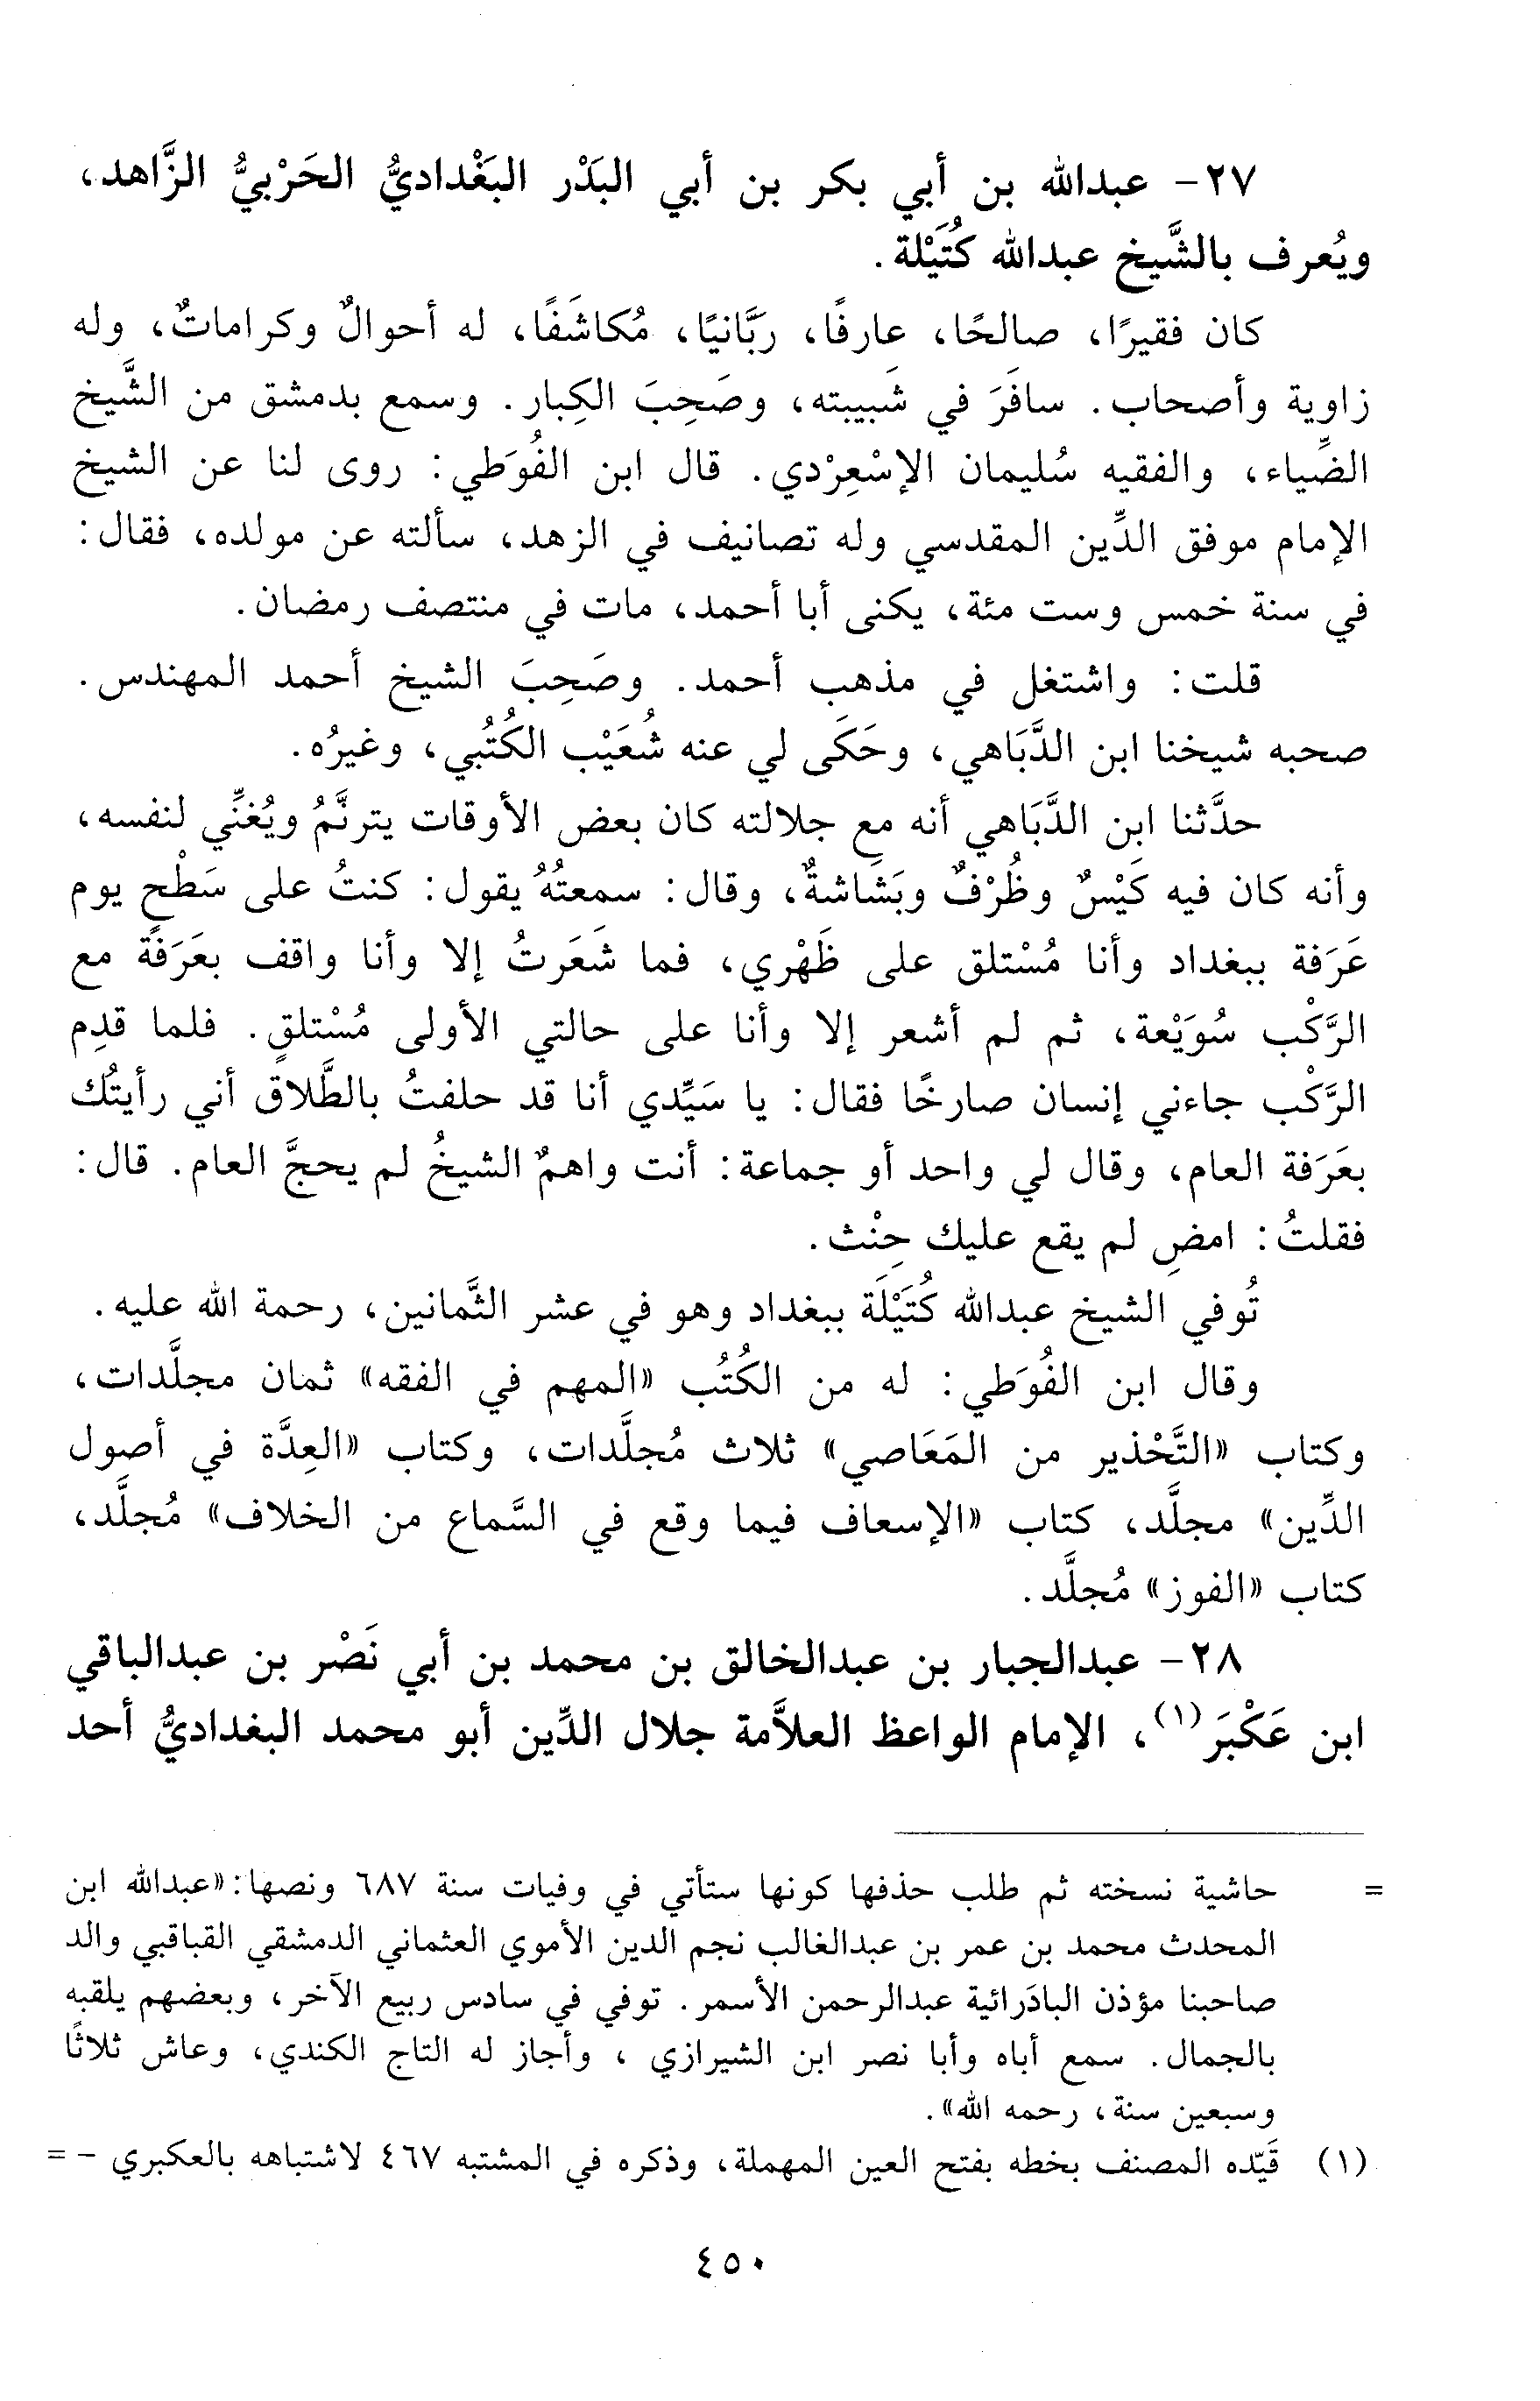 ٢٧- عبدالله بن أبي بكر بن أبي البَدْر البَغْداديُّ الحَرْبيُّ الزَّاهد،
ويُعرف بالشَّيخ عبدالله كُتَيْلة.
كان فقيرًا، صالحًا، عارفًا، ربَّانيًا، مُكاشَفًا، له أحوالٌ وكراماتٌ، وله
زاوية وأصحاب. سافَرَ في شَبيبته، وصَحِبَ الكِبار. وسمع بدمشق من الشَّيخ
الضِّياء، والفقيه سُليمان الإسْعِرْدي. قال ابن الفُوَطي: روى لنا عن الشيخ
الإمام موفق الدِّين المقدسي وله تصانيف في الزهد، سألته عن مولده، فقال:
في سنة خمس وست مئة، يكنى أبا أحمد، مات في منتصف رمضان.
قلت: واشتغل في مذهب أحمد. وصَحِبَ الشيخ أحمد المهندس.
صحبه شيخنا ابن الدَّبَاهي، وحَكَى لي عنه شُعَيْب الكُتُبي، وغيرُه.
حدَّثنا ابن الدَّبَاهي أنه مع جلالته كان بعض الأوقات يترنَّمُ ويُغنِّي لنفسه،
وأنه كان فيه كَيْسٌ وظُرْفٌ وبَشَاشةٌ، وقال: سمعتُهُ يقول: كنتُ على سَطْحٍ يوم
عَرَفة ببغداد وأنا مُسْتلق على ظَهْري، فما شَعَرتُ إلا وأنا واقف بعَرَفَة مع
الرَّكْب سُوَيْعة، ثم لم أشعر إلا وأنا على حالتي الأولى مُسْتلقٍ. فلما قدِم
الرَّكْب جاءني إنسان صارخًا فقال: يا سَيِّدي أنا قد حلفتُ بالطَّلاق أني رأيتُك
بعَرَفة العام، وقال لي واحد أو جماعة: أنت واهمٌ الشيخُ لم يحجَّ العام. قال:
فقلتُ: امضِ لم يقع عليك حِنْث.
تُوفي الشيخ عبدالله كُتَيْلَة ببغداد وهو في عشر الثَّمانين، رحمة الله عليه.
وقال ابن الفُوَطي: له من الكُتُب «المهم في الفقه» ثمان مجلَّدات،
وكتاب «التَّحْذير من المَعَاصي» ثلاث مُجلَّدات، وكتاب «العِدَّة في أصول
الدِّين» مجلَّد، كتاب «الإسعاف فيما وقع في السَّماع من الخلاف» مُجلَّد،
كتاب «الفوز» مُجلَّد.
٢٨- عبدالجبار بن عبدالخالق بن محمد بن أبي نَصْر بن عبدالباقي
ابن عَكْبَرَ(١)، الإمام الواعظ العلاَّمة جلال الدِّين أبو محمد البغداديُّ أحد
= حاشية نسخته ثم طلب حذفها كونها ستأتي في وفيات سنة ٦٨٧ ونصها: «عبدالله ابن
المحدث محمد بن عمر بن عبدالغالب نجم الدين الأموي العثماني الدمشقي القباقبي والد
صاحبنا مؤذن البادَرائية عبدالرحمن الأسمر. توفي في سادس ربيع الآخر، وبعضهم يلقبه
بالجمال. سمع أباه وأبا نصر ابن الشيرازي ، وأجاز له التاج الكندي، وعاش ثلاثًا
وسبعين سنة، رحمه الله».
(١) قَيّده المصنف بخطه بفتح العين المهملة، وذكره في المشتبه ٤٦٧ لاشتباهه بالعكبري - =
٤٥٠